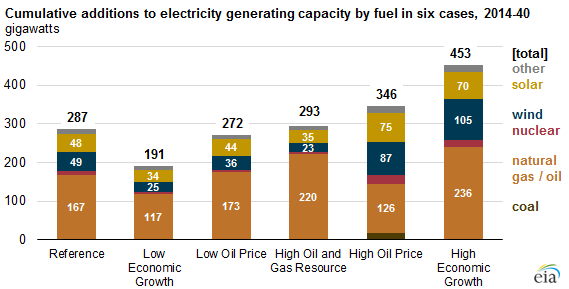 Cumulative additions to electricity generating capacity by fuel in six cases, 2014-40
gigawatts
500
400
300
200
100
0
287
48
49
167
191
34
25
117
272
44
36
173
293
35
23
220
346
75
87
126
453
70
105
236
[total]
other
solar
wind
nuclear
natural
gas / oil
coal
Reference
Low
Economic
Growth
Low Oil Price
High Oil and
Gas Resource
High Oil Price
High
Economic
Growth
eia